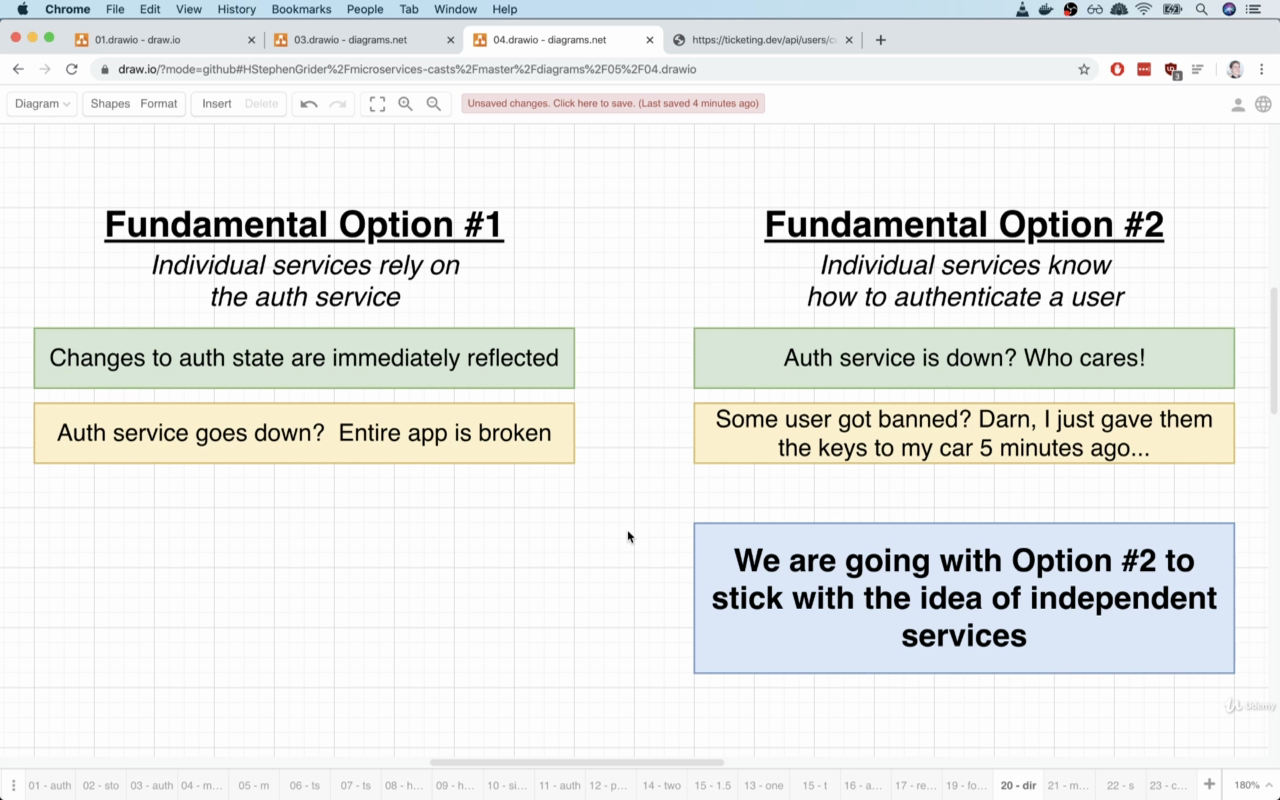 Chrome File Edit View History Bookmarks People Tab Window Help
01.drawio - draw.io
03.drawio - diagrams.net
04.drawio - diagrams.net
https://ticketing.dev/api/users/c
draw.io/?mode=github#HStephenGrider%2Fmicroservices-casts%2Fmaster%2Fdiagrams%2F05%2F04.drawio
Diagram Shapes Format Insert Delete
Unsaved changes. Click here to save. (Last saved 4 minutes ago)
Fundamental Option #1
Individual services rely on
the auth service
Changes to auth state are immediately reflected
Auth service goes down? Entire app is broken
Fundamental Option #2
Individual services know
how to authenticate a user
Auth service is down? Who cares!
Some user got banned? Darn, I just gave them
the keys to my car 5 minutes ago...
We are going with Option #2 to
stick with the idea of independent
services
Udemy
01 - auth 02 - sto 03 - auth 04 - m... 05 - m 06 - ts 07 - ts 08 - h... 09 - h... 10 - si... 11 - auth 12 - p... 14 - two 15 - 1.5 13 - one 15 - t 16 - a... 17 - re... 19 - fo... 20 - dir 21 - m... 22 - s 23 - c... 180%